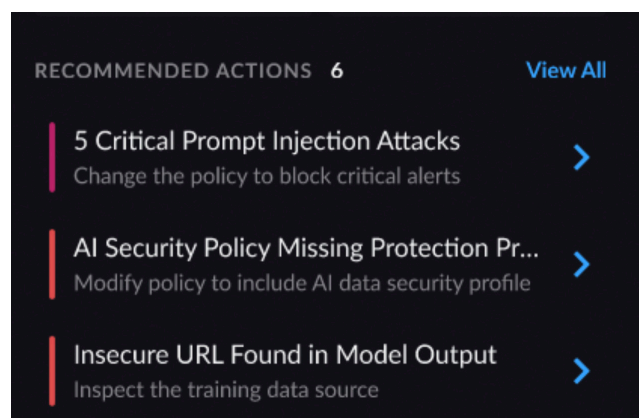 RECOMMENDED ACTIONS 6 View All
5 Critical Prompt Injection Attacks
Change the policy to block critical alerts
AI Security Policy Missing Protection Pr...
Modify policy to include AI data security profile
Insecure URL Found in Model Output
Inspect the training data source